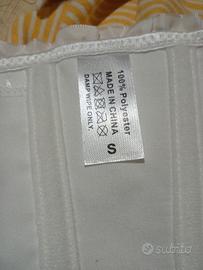 100% Polyester
MADE IN CHINA
DAMP WIPE ONLY.
S
subito